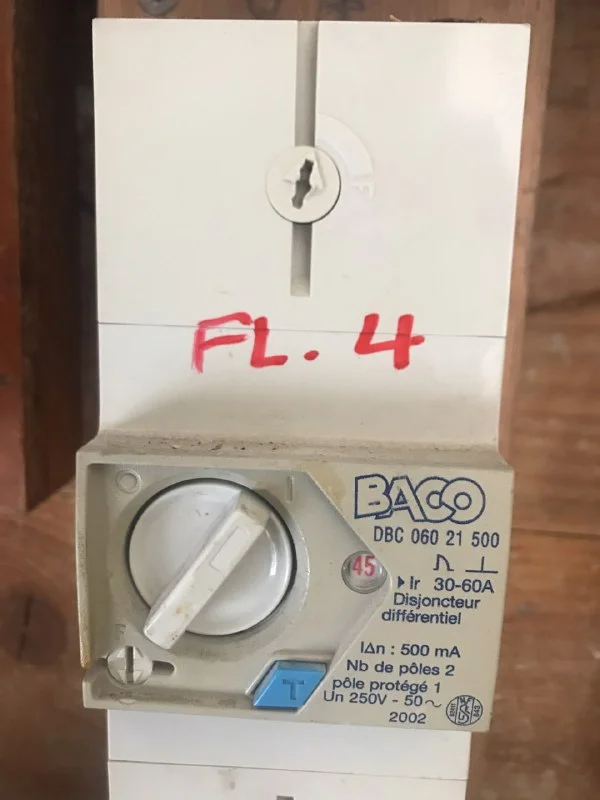 F
FL. 4
O
I
BACO
DBC 060 21 500
45
Ir 30-60A
Disjoncteur
différentiel
I∆n : 500 mA
Nb de pôles 2
pôle protégé 1
Un 250V - 50~
2002
T